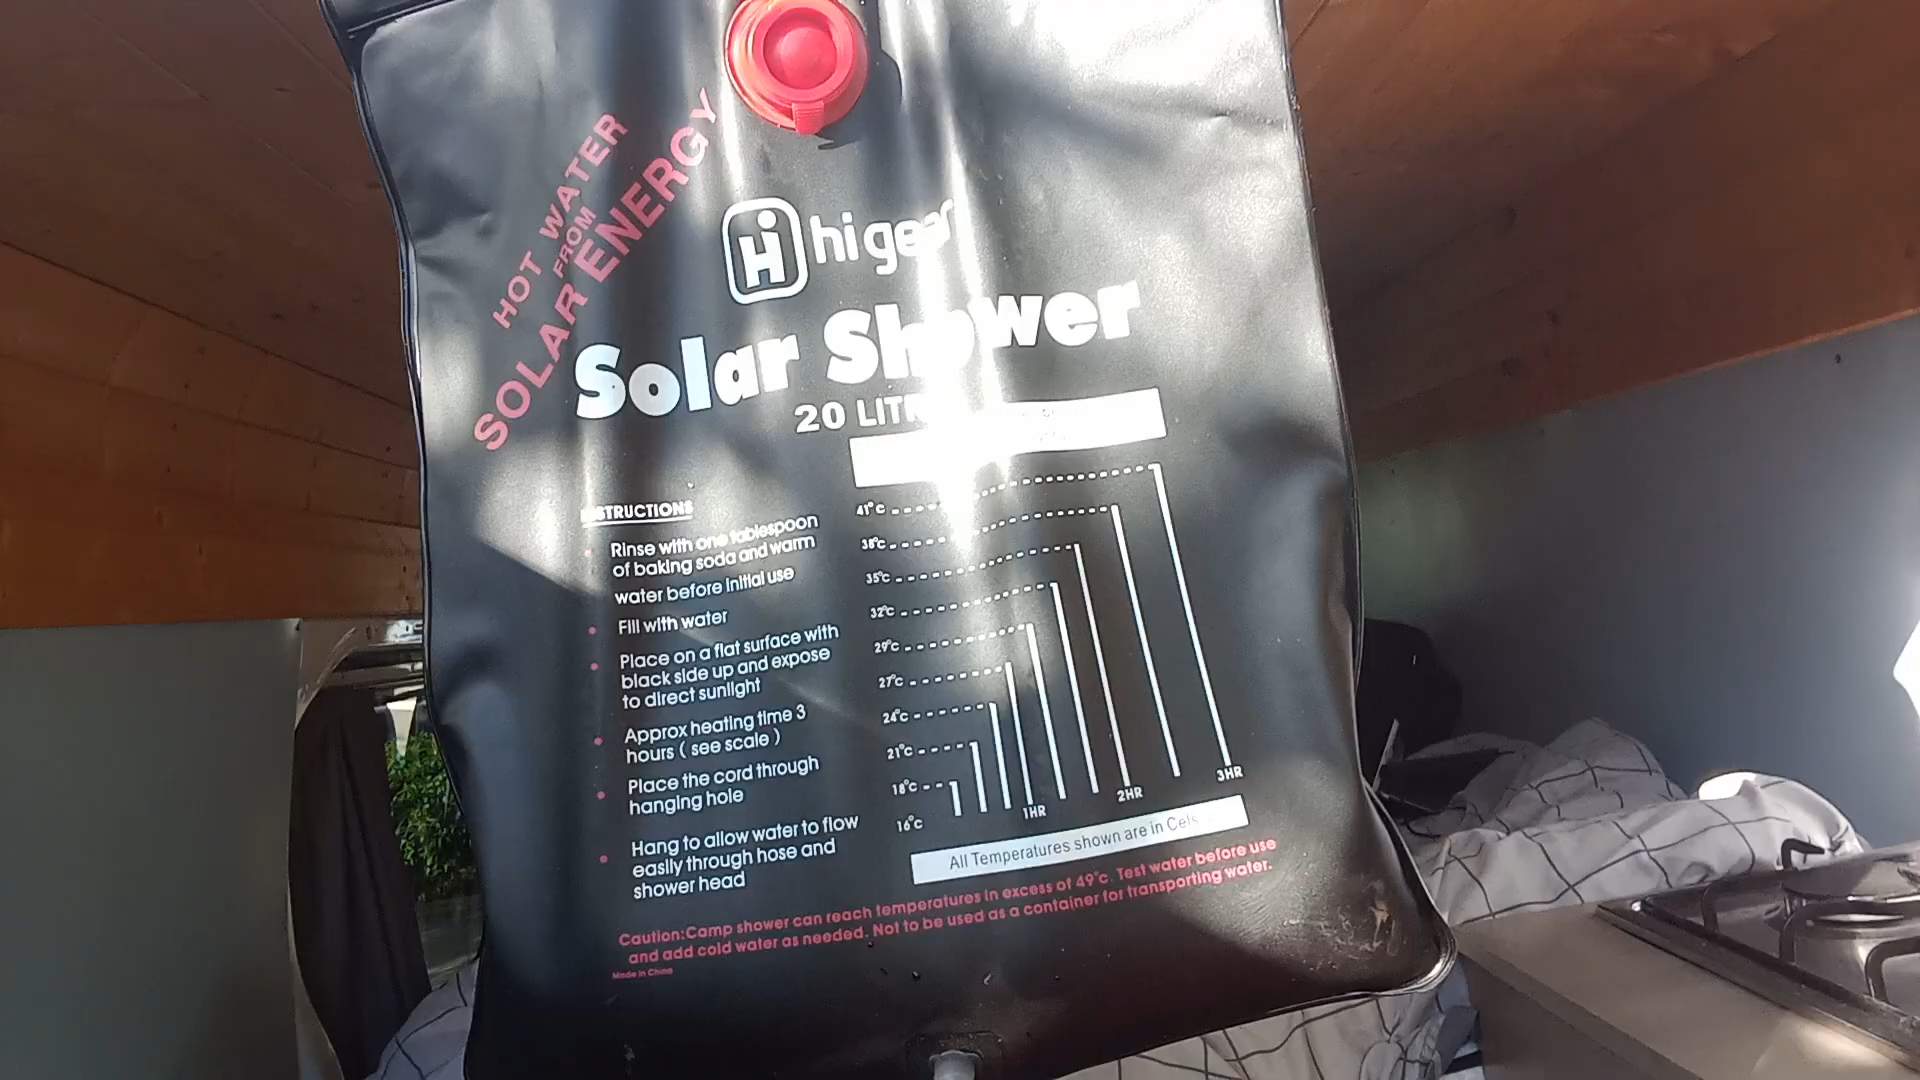 HOT WATER
FROM
SOLAR ENERGY
Hi hi gear
Solar Shower
20 LITR
INSTRUCTIONS
Rinse with one tablespoon
of baking soda and warm
water before initial use
Fill with water
Place on a flat surface with
black side up and expose
to direct sunlight
Approx heating time 3
hours ( see scale )
Place the cord through
hanging hole
Hang to allow water to flow
easily through hose and
shower head
41°c
38°c
35°c
32°c
29°c
27°c
24°c
21°c
18°c
16°c
1HR
2HR
3HR
All Temperatures shown are in Cels
Caution:Camp shower can reach temperatures in excess of 49°c. Test water before use
and add cold water as needed. Not to be used as a container for transporting water.
Made in China